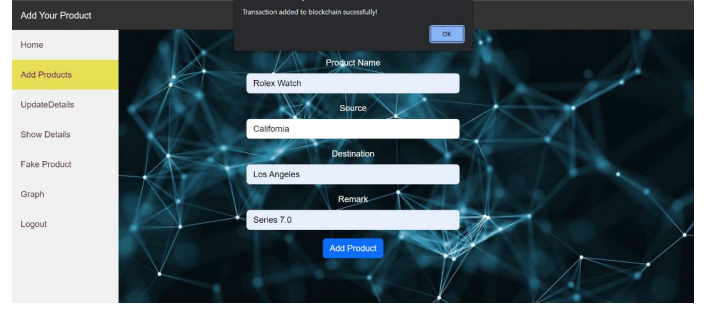 Add Your Product
Transaction added to blockchain sucessfully!
OK
Home
Add Products
UpdateDetails
Show Details
Fake Product
Graph
Logout
Product Name
Rolex Watch
Source
California
Destination
Los Angeles
Remark
Series 7.0
Add Product